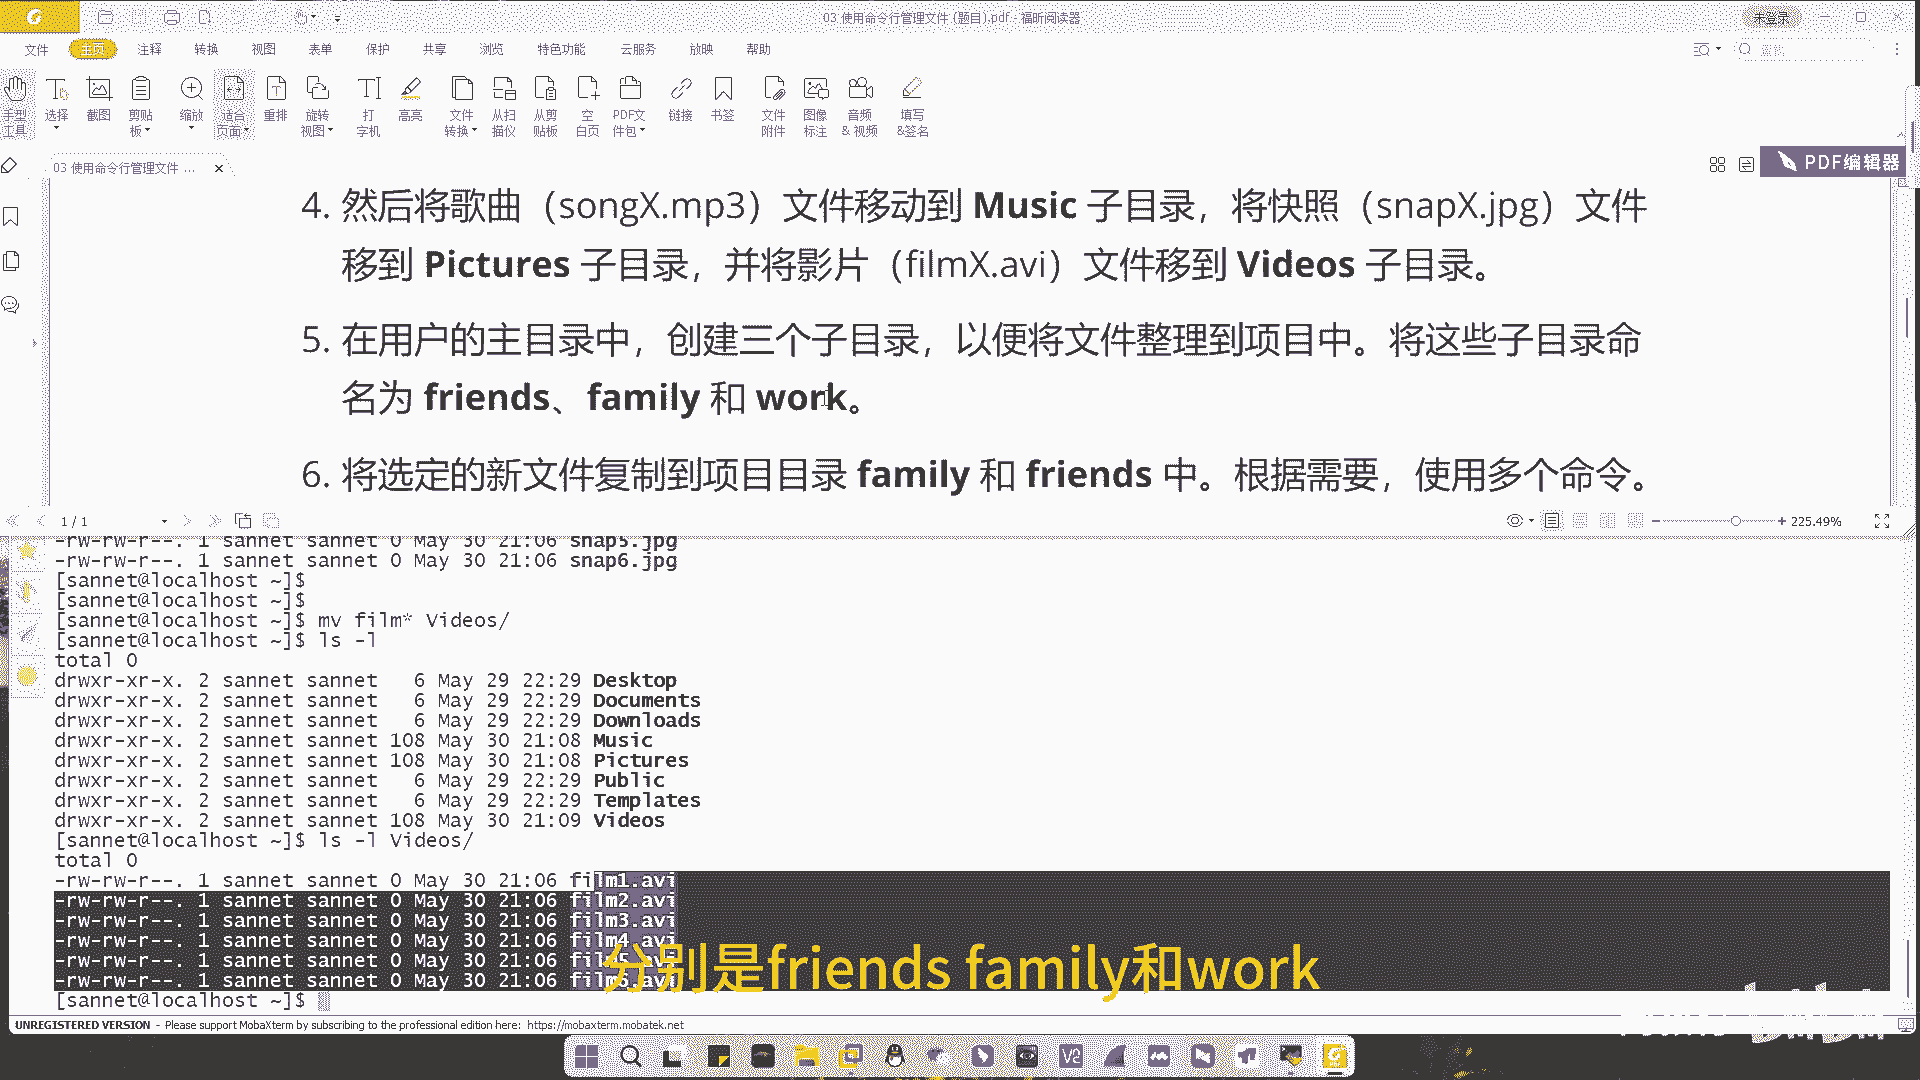 03 使用命令行管理文件 (题目).pdf - 福昕阅读器
未登录
文件 主页 注释 转换 视图 表单 保护 共享 浏览 特色功能 云服务 放映 帮助
手型工具 选择 截图 剪贴板 缩放 适合页面 重排 旋转视图 打字机 高亮 文件转换 从扫描仪 从剪贴板 空白页 PDF文件包 链接 书签 文件附件 图像标注 音频&视频 填写&签名
03 使用命令行管理文件 ...
PDF编辑器
4. 然后将歌曲（songX.mp3）文件移动到 Music 子目录，将快照（snapX.jpg）文件
移到 Pictures 子目录，并将影片（filmX.avi）文件移到 Videos 子目录。
5. 在用户的主目录中，创建三个子目录，以便将文件整理到项目中。将这些子目录命
名为 friends、family 和 work。
6. 将选定的新文件复制到项目目录 family 和 friends 中。根据需要，使用多个命令。
1 / 1
225.49%
-rw-rw-r--. 1 sannet sannet 0 May 30 21:06 snap5.jpg
-rw-rw-r--. 1 sannet sannet 0 May 30 21:06 snap6.jpg
[sannet@localhost ~]$
[sannet@localhost ~]$
[sannet@localhost ~]$ mv film* Videos/
[sannet@localhost ~]$ ls -l
total 0
drwxr-xr-x. 2 sannet sannet   6 May 29 22:29 Desktop
drwxr-xr-x. 2 sannet sannet   6 May 29 22:29 Documents
drwxr-xr-x. 2 sannet sannet   6 May 29 22:29 Downloads
drwxr-xr-x. 2 sannet sannet 108 May 30 21:08 Music
drwxr-xr-x. 2 sannet sannet 108 May 30 21:08 Pictures
drwxr-xr-x. 2 sannet sannet   6 May 29 22:29 Public
drwxr-xr-x. 2 sannet sannet   6 May 29 22:29 Templates
drwxr-xr-x. 2 sannet sannet 108 May 30 21:09 Videos
[sannet@localhost ~]$ ls -l Videos/
total 0
-rw-rw-r--. 1 sannet sannet 0 May 30 21:06 film1.avi
-rw-rw-r--. 1 sannet sannet 0 May 30 21:06 film2.avi
-rw-rw-r--. 1 sannet sannet 0 May 30 21:06 film3.avi
-rw-rw-r--. 1 sannet sannet 0 May 30 21:06 film4.avi
-rw-rw-r--. 1 sannet sannet 0 May 30 21:06 film5.avi
-rw-rw-r--. 1 sannet sannet 0 May 30 21:06 film6.avi
[sannet@localhost ~]$
分别是friends family和work
UNREGISTERED VERSION - Please support MobaXterm by subscribing to the professional edition here: https://mobaxterm.mobatek.net
V2